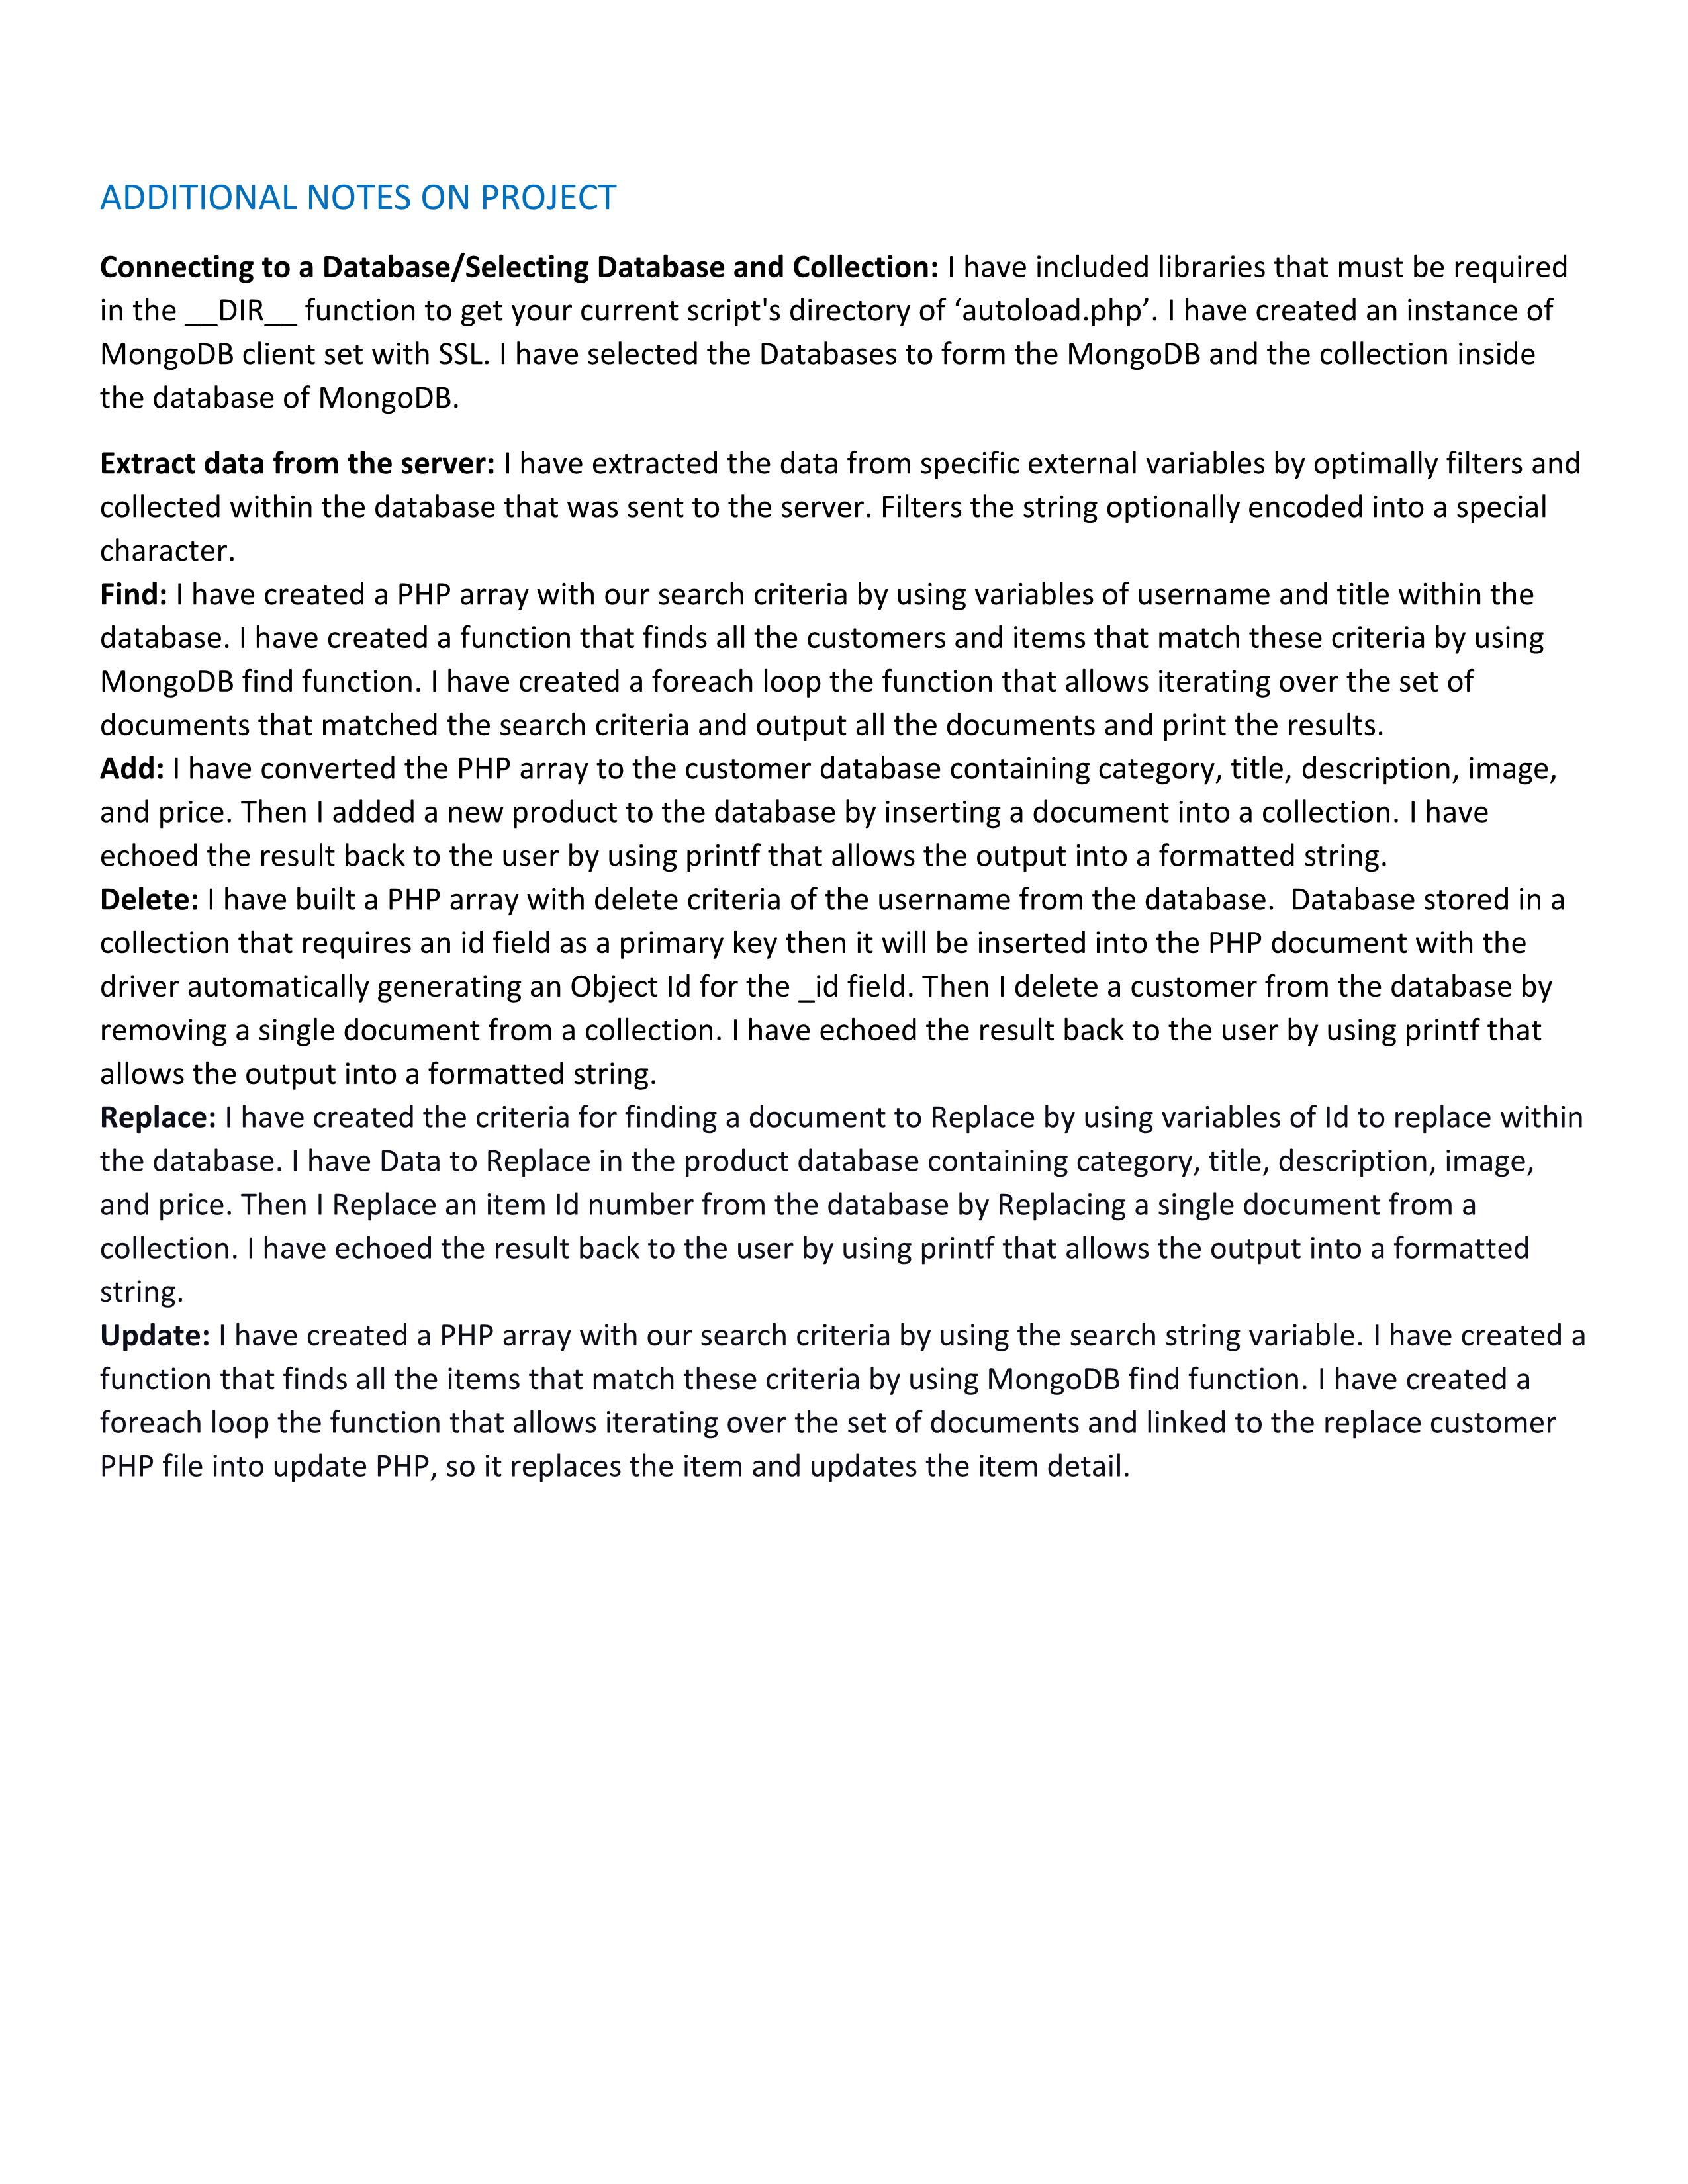 ADDITIONAL NOTES ON PROJECT
Connecting to a Database/Selecting Database and Collection: I have included libraries that must be required
in the __DIR__ function to get your current script's directory of ‘autoload.php’. I have created an instance of
MongoDB client set with SSL. I have selected the Databases to form the MongoDB and the collection inside
the database of MongoDB.
Extract data from the server: I have extracted the data from specific external variables by optimally filters and
collected within the database that was sent to the server. Filters the string optionally encoded into a special
character.
Find: I have created a PHP array with our search criteria by using variables of username and title within the
database. I have created a function that finds all the customers and items that match these criteria by using
MongoDB find function. I have created a foreach loop the function that allows iterating over the set of
documents that matched the search criteria and output all the documents and print the results.
Add: I have converted the PHP array to the customer database containing category, title, description, image,
and price. Then I added a new product to the database by inserting a document into a collection. I have
echoed the result back to the user by using printf that allows the output into a formatted string.
Delete: I have built a PHP array with delete criteria of the username from the database.  Database stored in a
collection that requires an id field as a primary key then it will be inserted into the PHP document with the
driver automatically generating an Object Id for the _id field. Then I delete a customer from the database by
removing a single document from a collection. I have echoed the result back to the user by using printf that
allows the output into a formatted string.
Replace: I have created the criteria for finding a document to Replace by using variables of Id to replace within
the database. I have Data to Replace in the product database containing category, title, description, image,
and price. Then I Replace an item Id number from the database by Replacing a single document from a
collection. I have echoed the result back to the user by using printf that allows the output into a formatted
string.
Update: I have created a PHP array with our search criteria by using the search string variable. I have created a
function that finds all the items that match these criteria by using MongoDB find function. I have created a
foreach loop the function that allows iterating over the set of documents and linked to the replace customer
PHP file into update PHP, so it replaces the item and updates the item detail.